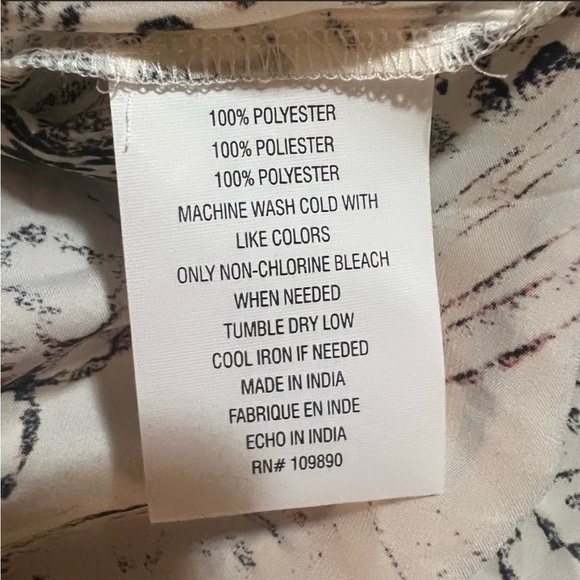 100% POLYESTER
100% POLIESTER
100% POLYESTER
MACHINE WASH COLD WITH
LIKE COLORS
ONLY NON-CHLORINE BLEACH
WHEN NEEDED
TUMBLE DRY LOW
COOL IRON IF NEEDED
MADE IN INDIA
FABRIQUE EN INDE
ECHO IN INDIA
RN# 109890